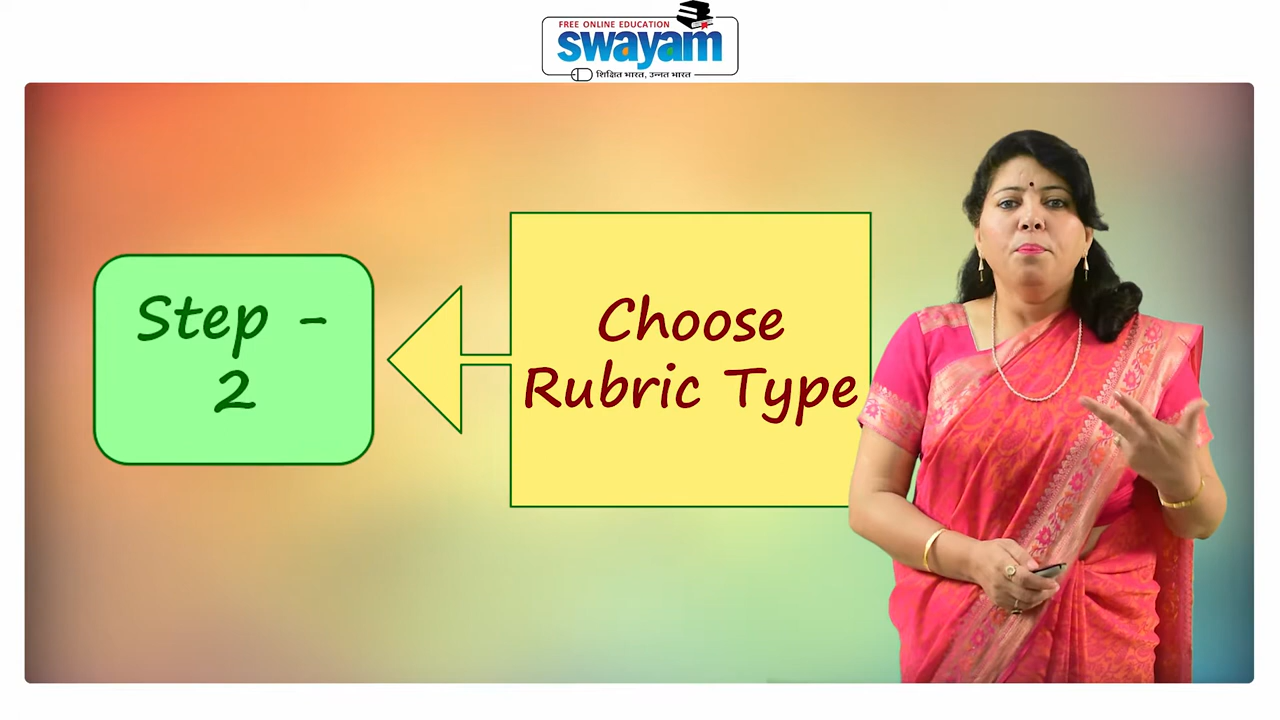 FREE ONLINE EDUCATION
swayam
शिक्षित भारत, उन्नत भारत
Step -
2
Choose
Rubric Type